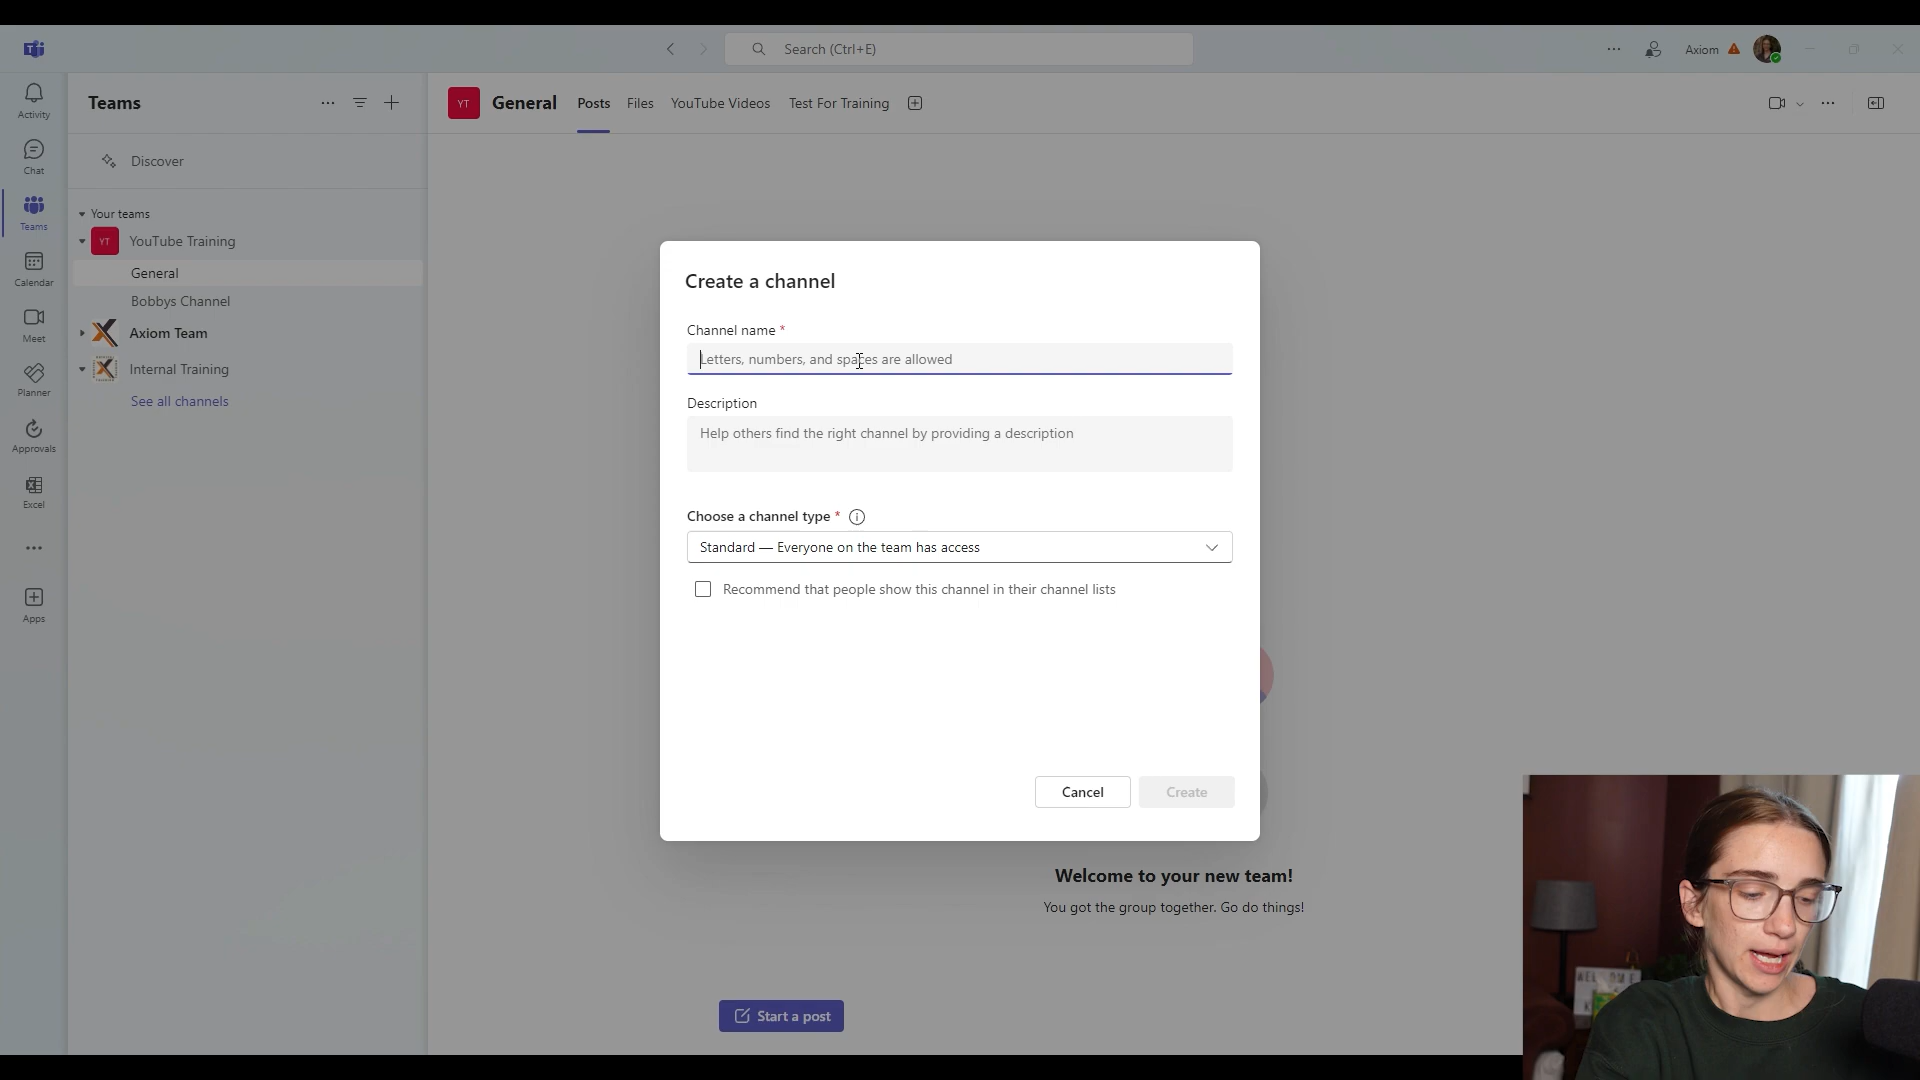 Search (Ctrl+E)
Axiom
Activity
Chat
Teams
Calendar
Meet
Planner
Approvals
Excel
Apps
Teams
Discover
Your teams
YT YouTube Training
General
Bobbys Channel
Axiom Team
Internal Training
See all channels
YT General Posts Files YouTube Videos Test For Training
Create a channel
Channel name *
Letters, numbers, and spaces are allowed
Description
Help others find the right channel by providing a description
Choose a channel type *
Standard — Everyone on the team has access
Recommend that people show this channel in their channel lists
Cancel
Create
Welcome to your new team!
You got the group together. Go do things!
Start a post